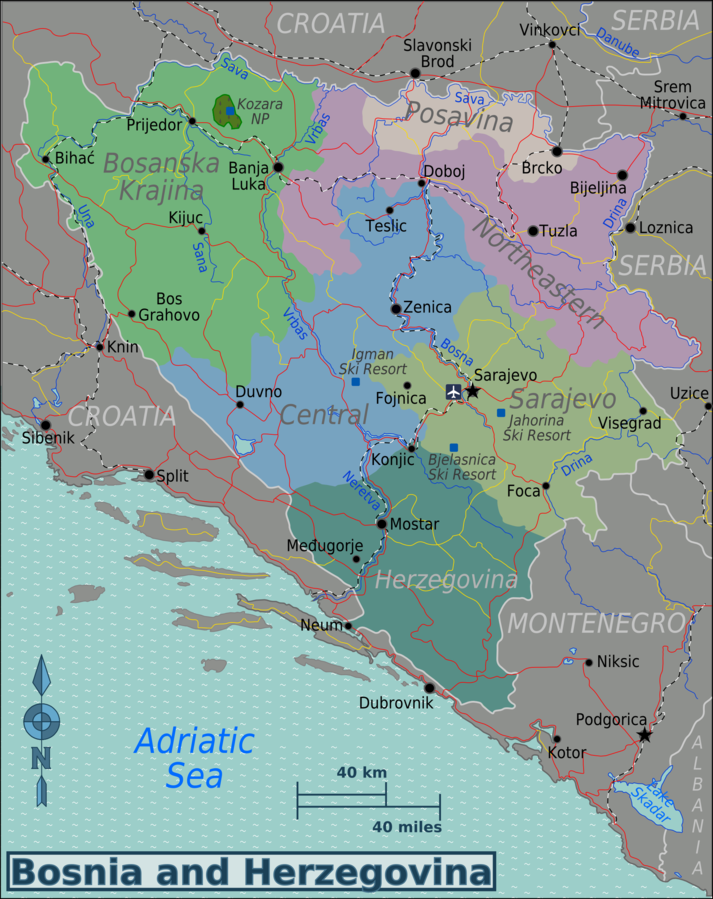 CROATIA
SERBIA
Vinkovci
Danube
Slavonski
Brod
Sava
Srem
Mitrovica
Kozara
NP
Sava
Posavina
Prijedor
Vrbas
Bihać
Bosanska
Krajina
Banja
Luka
Doboj
Brcko
Bijeljina
Drina
Una
Kijuc
Sana
Teslic
Tuzla
Loznica
Northeastern
SERBIA
Bos
Grahovo
Vrbas
Zenica
Bosna
Knin
Igman
Ski Resort
Sarajevo
Duvno
Fojnica
Sarajevo
Uzice
CROATIA
Central
Jahorina
Ski Resort
Visegrad
Sibenik
Konjic
Bjelasnica
Ski Resort
Drina
Split
Neretva
Foca
Mostar
Međugorje
Herzegovina
Neum
MONTENEGRO
Niksic
Dubrovnik
Podgorica
Kotor
Adriatic
Sea
N
40 km
40 miles
Lake
Skadar
ALBANIA
Bosnia and Herzegovina